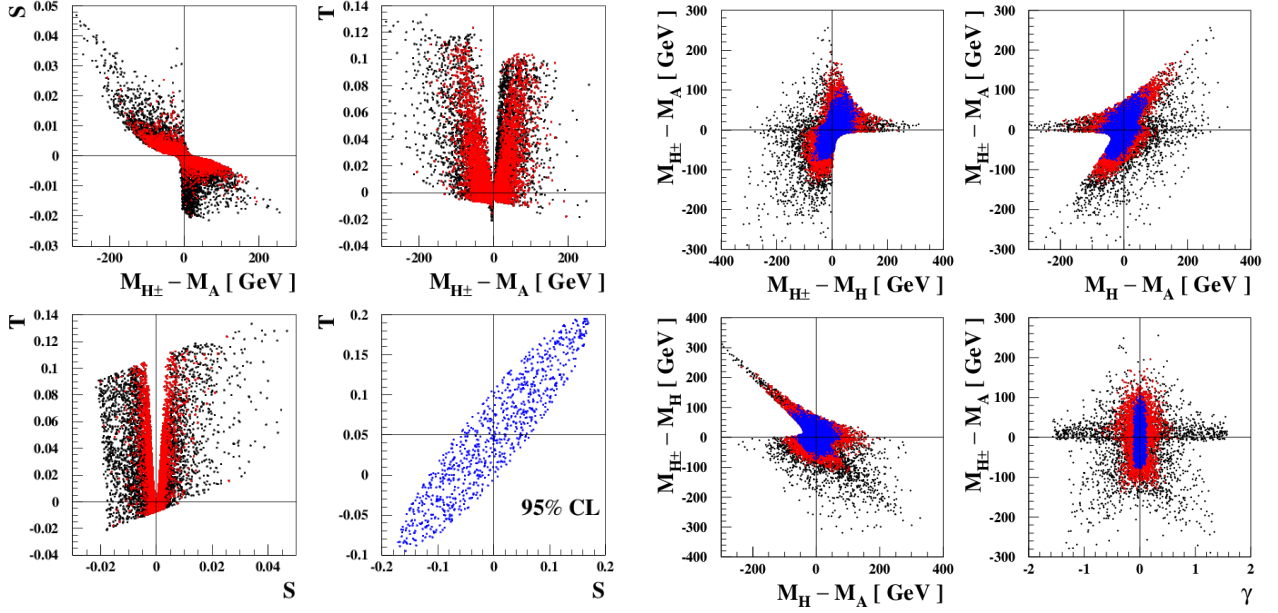 S
0.05
0.04
0.03
0.02
0.01
0
-0.01
-0.02
-0.03
-200 0 200
M_H± − M_A [ GeV ]
T
0.14
0.12
0.1
0.08
0.06
0.04
0.02
0
-0.02
-0.04
-200 0 200
M_H± − M_A [ GeV ]
M_H± − M_A [ GeV ]
300
200
100
0
-100
-200
-300
-400 -200 0 200 400
M_H± − M_H [ GeV ]
M_H± − M_A [ GeV ]
300
200
100
0
-100
-200
-300
-200 0 200 400
M_H − M_A [ GeV ]
T
0.14
0.12
0.1
0.08
0.06
0.04
0.02
0
-0.02
-0.04
-0.02 0 0.02 0.04
S
T
0.2
0.15
0.1
0.05
0
-0.05
-0.1
95% CL
-0.2 -0.1 0 0.1 0.2
S
M_H± − M_H [ GeV ]
400
300
200
100
0
-100
-200
-300
-400
-200 0 200 400
M_H − M_A [ GeV ]
M_H± − M_A [ GeV ]
300
200
100
0
-100
-200
-300
-2 -1 0 1 2
γ